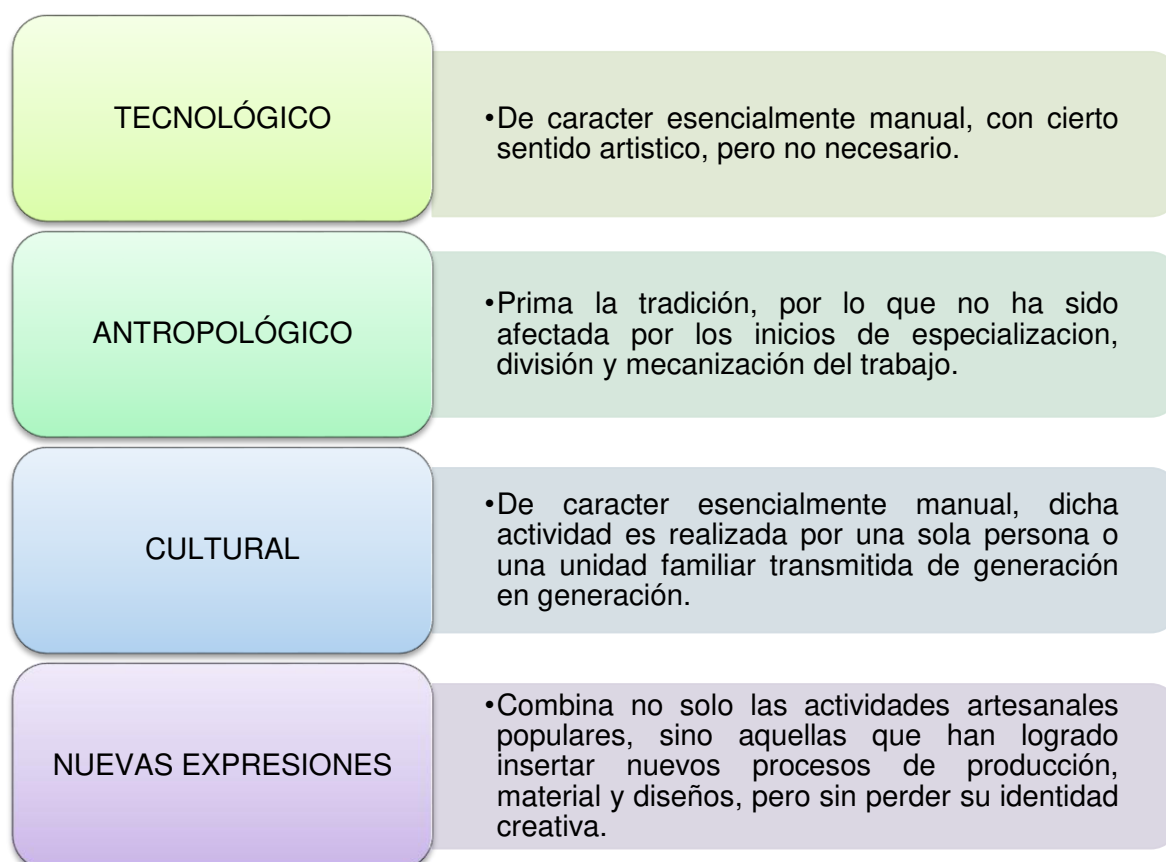 TECNOLÓGICO
•De caracter esencialmente manual, con cierto
sentido artistico, pero no necesario.
ANTROPOLÓGICO
•Prima la tradición, por lo que no ha sido
afectada por los inicios de especializacion,
división y mecanización del trabajo.
CULTURAL
•De caracter esencialmente manual, dicha
actividad es realizada por una sola persona o
una unidad familiar transmitida de generación
en generación.
NUEVAS EXPRESIONES
•Combina no solo las actividades artesanales
populares, sino aquellas que han logrado
insertar nuevos procesos de producción,
material y diseños, pero sin perder su identidad
creativa.